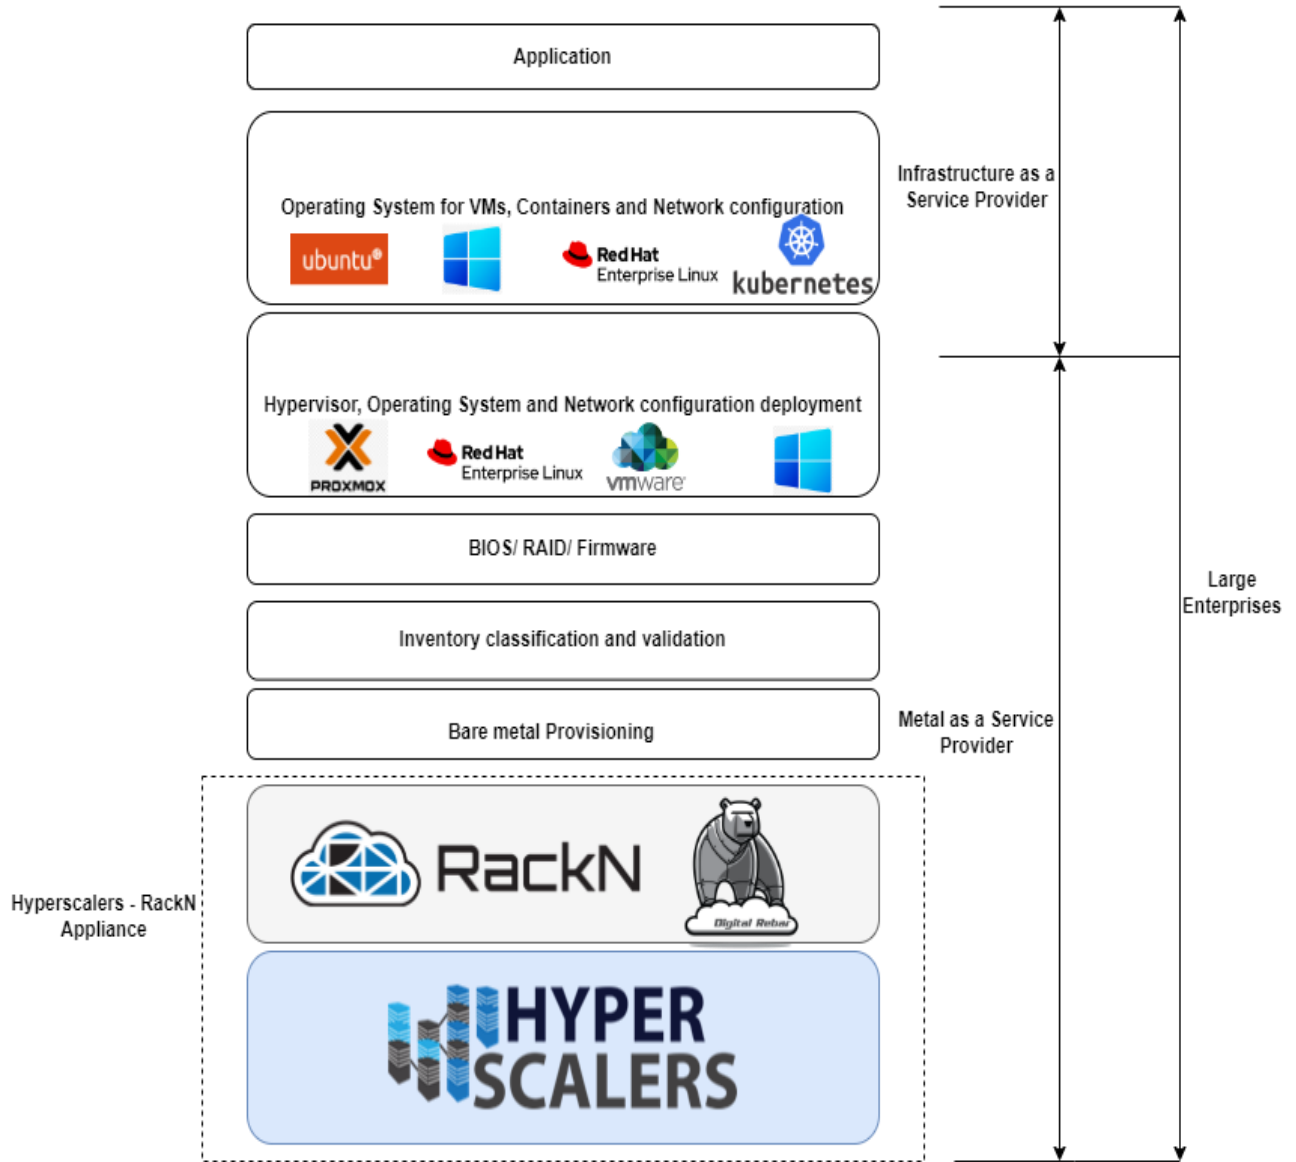 Application
Infrastructure as a
Service Provider
Operating System for VMs, Containers and Network configuration
ubuntu®
Red Hat
Enterprise Linux
kubernetes
Hypervisor, Operating System and Network configuration deployment
PROXMOX
Red Hat
Enterprise Linux
vmware®
BIOS/ RAID/ Firmware
Large
Enterprises
Inventory classification and validation
Bare metal Provisioning
Metal as a Service
Provider
Hyperscalers - RackN
Appliance
RackN
Digital Rebar
HYPER
SCALERS